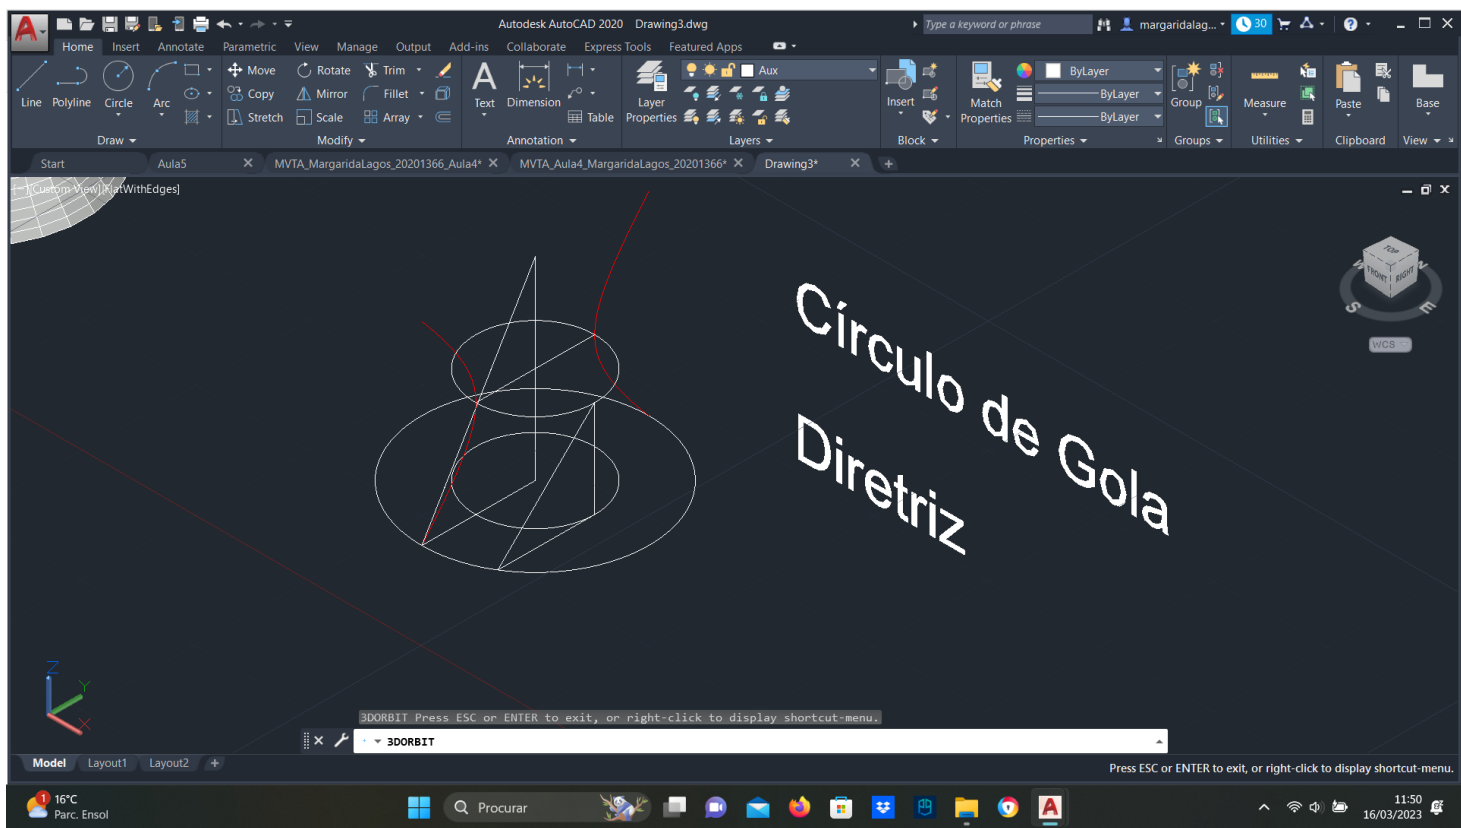 Autodesk AutoCAD 2020 Drawing3.dwg
Type a keyword or phrase
margaridalag...
30
Home Insert Annotate Parametric View Manage Output Add-ins Collaborate Express Tools Featured Apps
Line Polyline Circle Arc
Draw
Move Rotate Trim
Copy Mirror Fillet
Stretch Scale Array
Modify
Text Dimension Table
Annotation
Layer Properties
Aux
Layers
Insert
Block
Match Properties
ByLayer
ByLayer
ByLayer
Properties
Group
Groups
Measure
Utilities
Paste
Clipboard
Base
View
Start Aula5 MVTA_MargaridaLagos_20201366_Aula4* MVTA_Aula4_MargaridaLagos_20201366* Drawing3*
[−][Custom View][FlatWithEdges]
TOP
FRONT RIGHT
W N
S E
WCS
Círculo de Gola
Diretriz
Z
Y
X
3DORBIT Press ESC or ENTER to exit, or right-click to display shortcut-menu.
3DORBIT
Model Layout1 Layout2
Press ESC or ENTER to exit, or right-click to display shortcut-menu.
1
16°C
Parc. Ensol
Procurar
11:50
16/03/2023